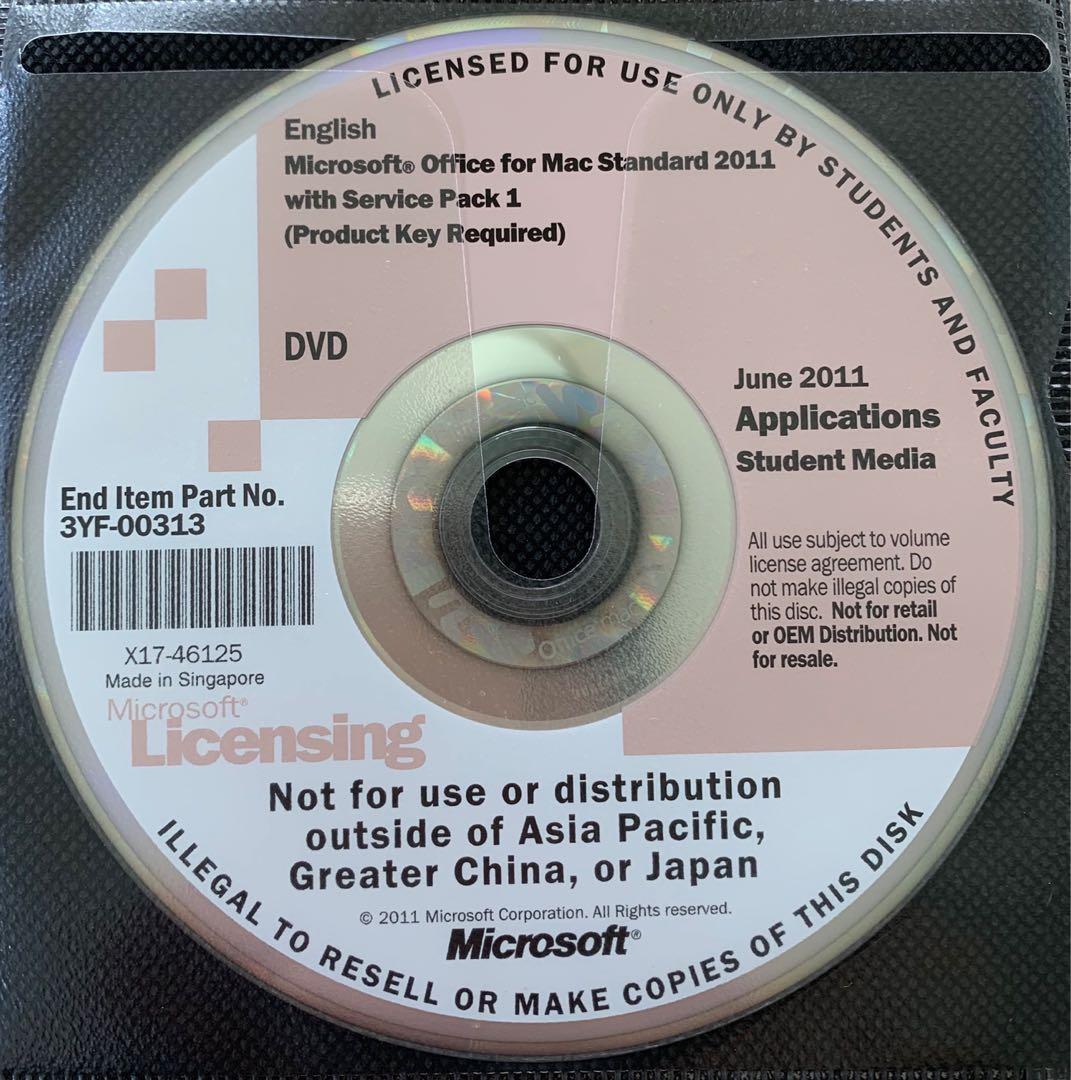 LICENSED FOR USE ONLY BY STUDENTS AND FACULTY
English
Microsoft® Office for Mac Standard 2011
with Service Pack 1
(Product Key Required)
DVD
June 2011
Applications
Student Media
End Item Part No.
3YF-00313
X17-46125
Made in Singapore
All use subject to volume
license agreement. Do
not make illegal copies of
this disc. Not for retail
or OEM Distribution. Not
for resale.
Microsoft®
Licensing
Not for use or distribution
outside of Asia Pacific,
Greater China, or Japan
© 2011 Microsoft Corporation. All Rights reserved.
Microsoft®
ILLEGAL TO RESELL OR MAKE COPIES OF THIS DISK